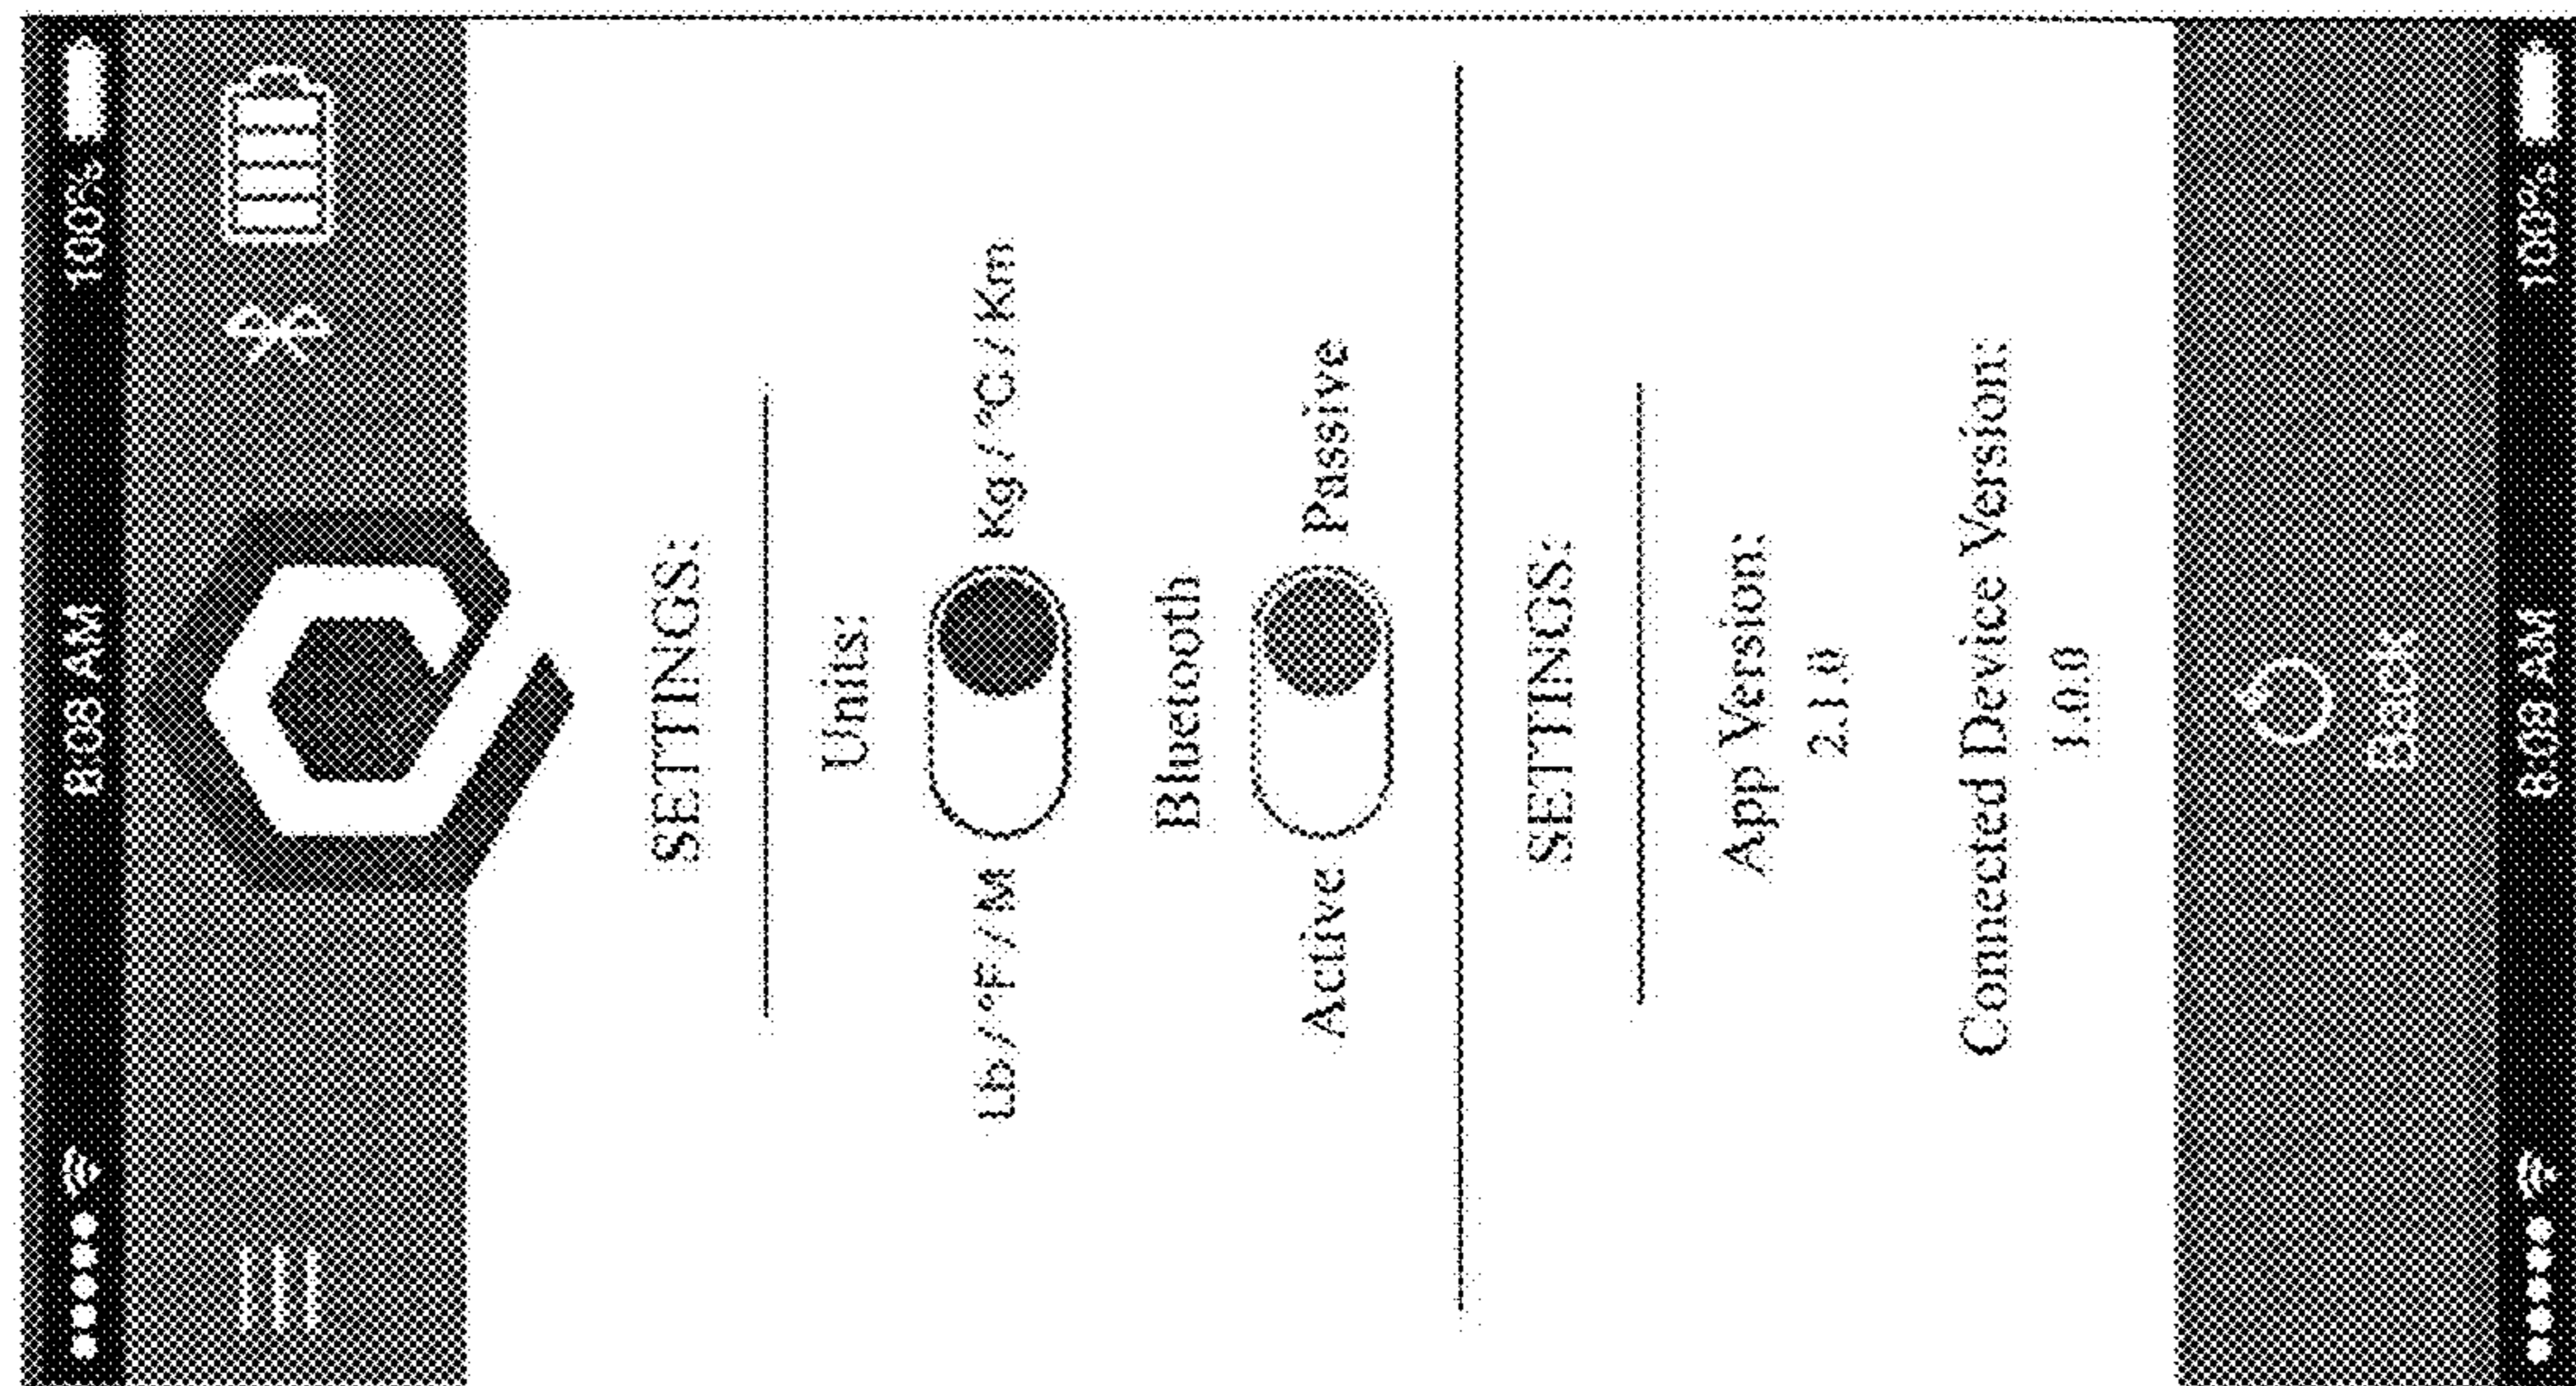 8:08 AM 100%
SETTINGS:
Units:
Lb/°F/M Kg/°C/Km
Bluetooth
Active Passive
SETTINGS:
App Version:
2.1.0
Connected Device Version:
1.0.0
Back
8:08 AM 100%